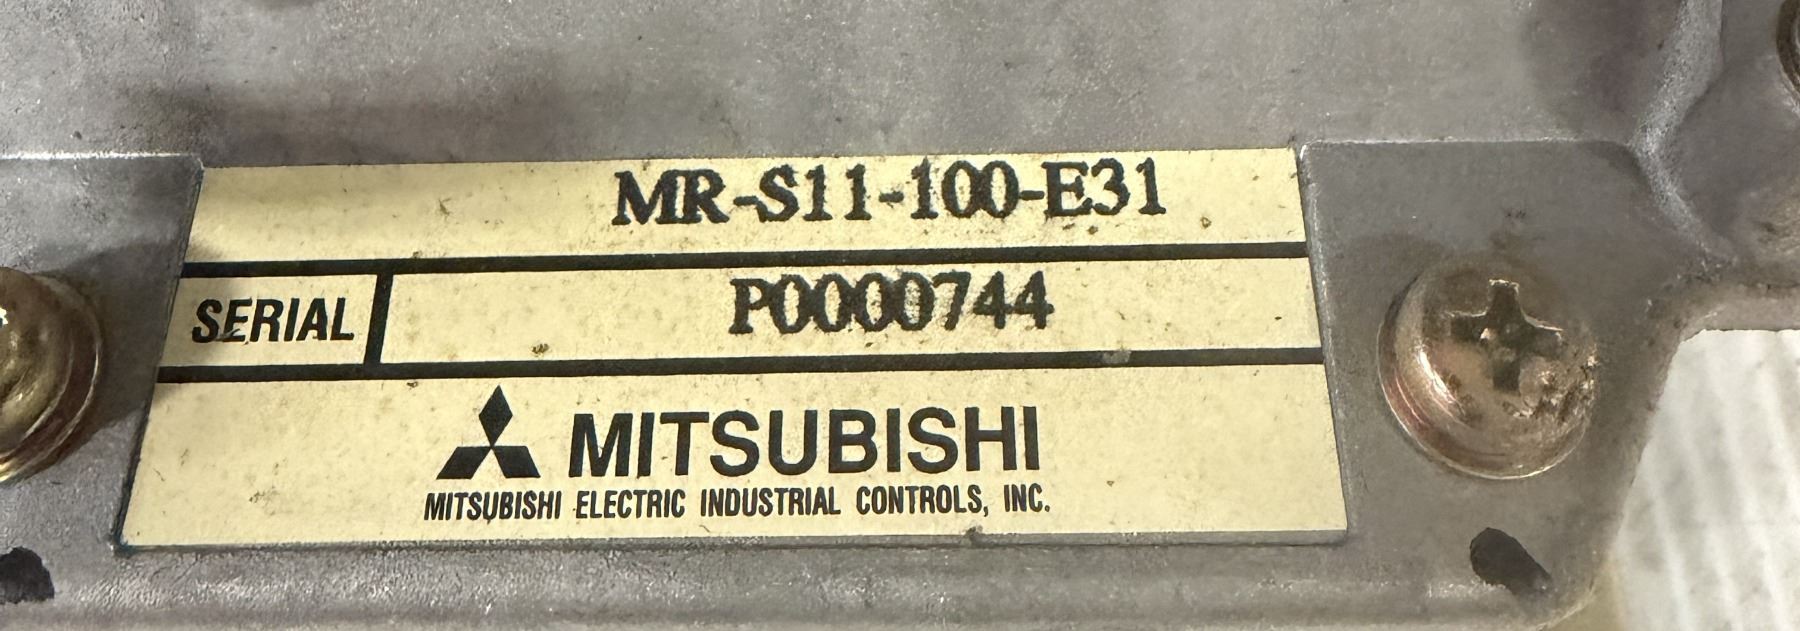 MR-S11-100-E31
SERIAL P0000744
MITSUBISHI
MITSUBISHI ELECTRIC INDUSTRIAL CONTROLS, INC.